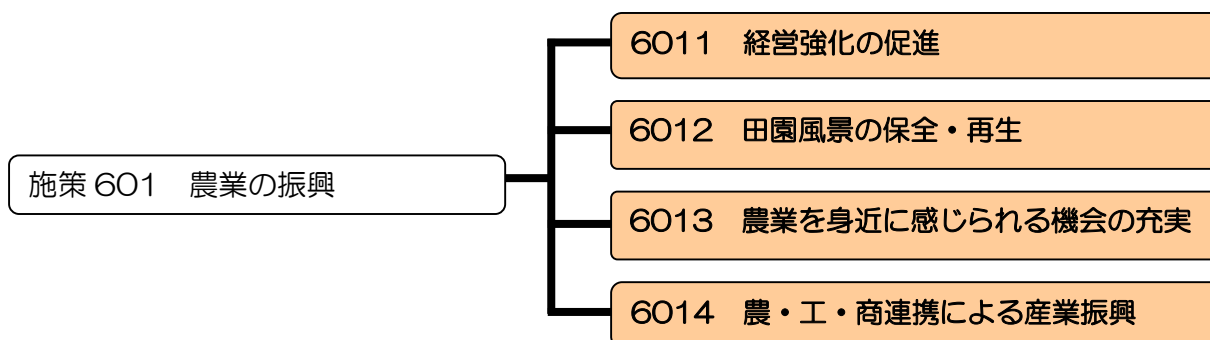 施策 601 農業の振興
6011 経営強化の促進
6012 田園風景の保全・再生
6013 農業を身近に感じられる機会の充実
6014 農・工・商連携による産業振興